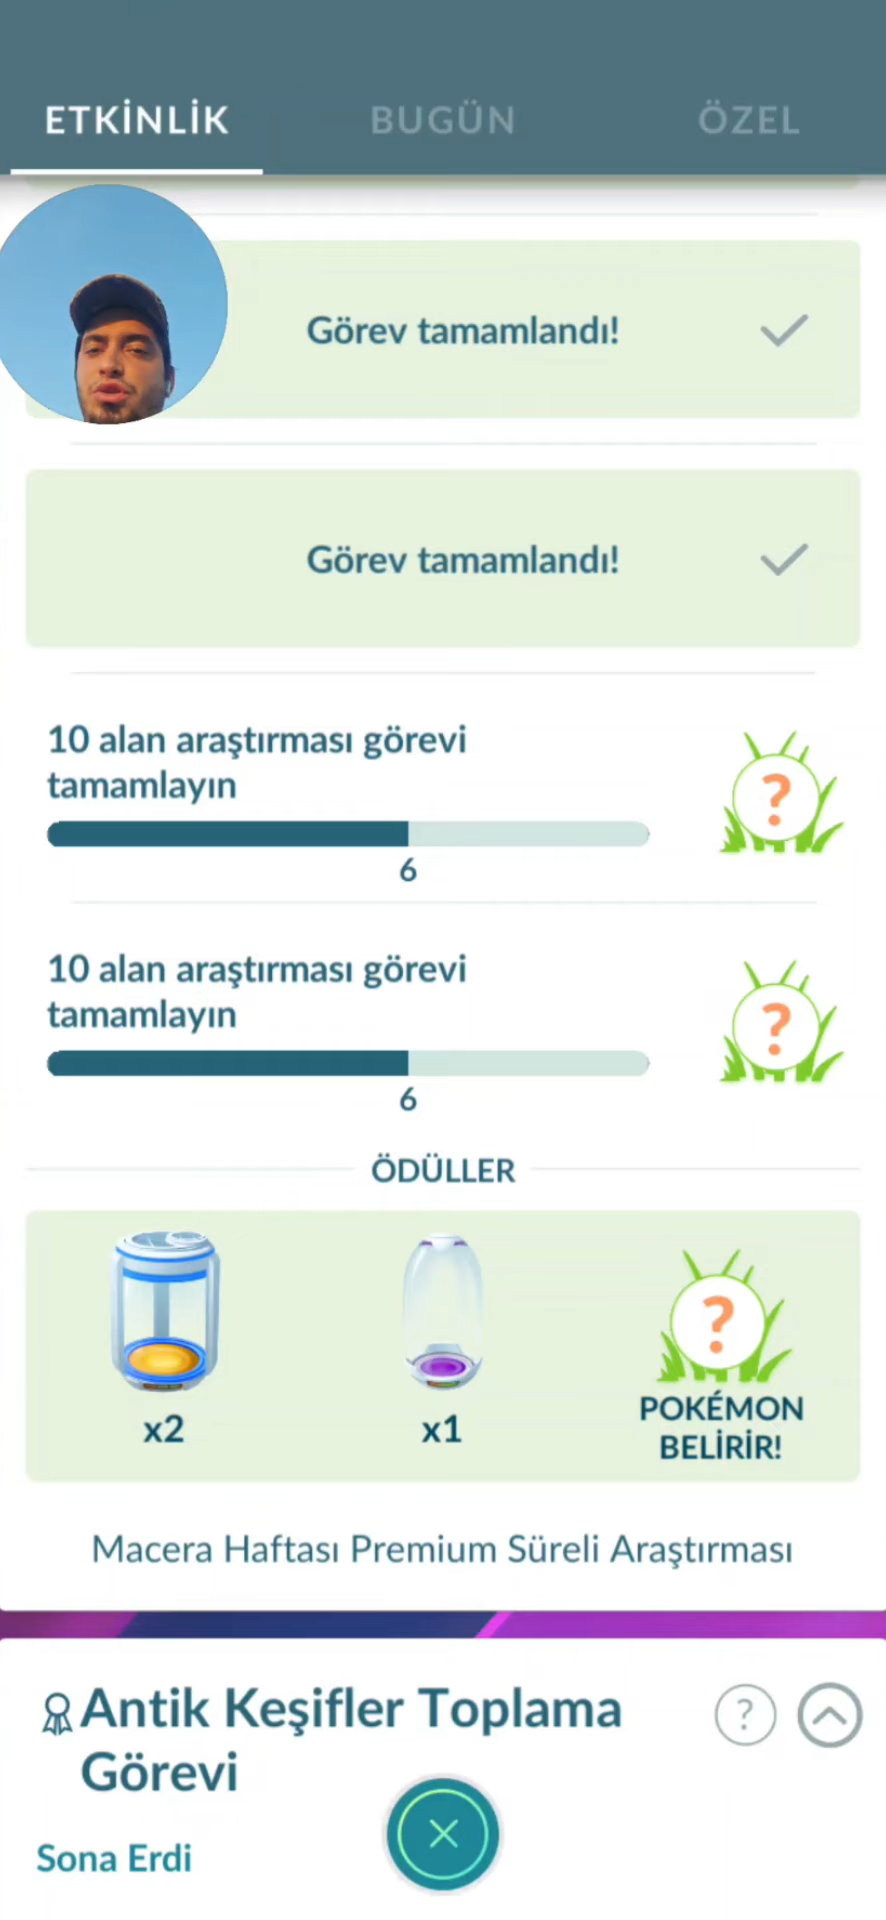 ETKİNLİK
BUGÜN
ÖZEL
Görev tamamlandı!
Görev tamamlandı!
10 alan araştırması görevi
tamamlayın
?
6
10 alan araştırması görevi
tamamlayın
?
6
ÖDÜLLER
?
x2
x1
POKÉMON
BELİRİR!
Macera Haftası Premium Süreli Araştırması
Antik Keşifler Toplama
Görevi
?
Sona Erdi